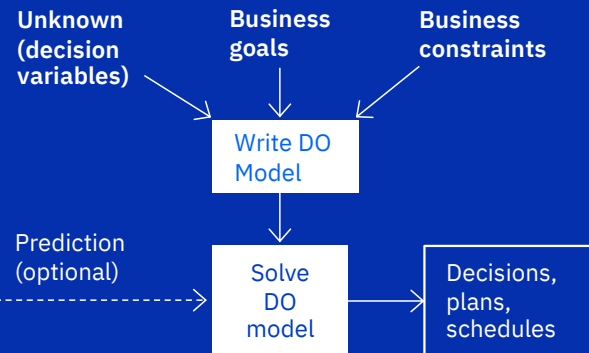 Unknown
(decision
variables)
Business
goals
Business
constraints
Write DO
Model
Prediction
(optional)
Solve
DO
model
Decisions,
plans,
schedules